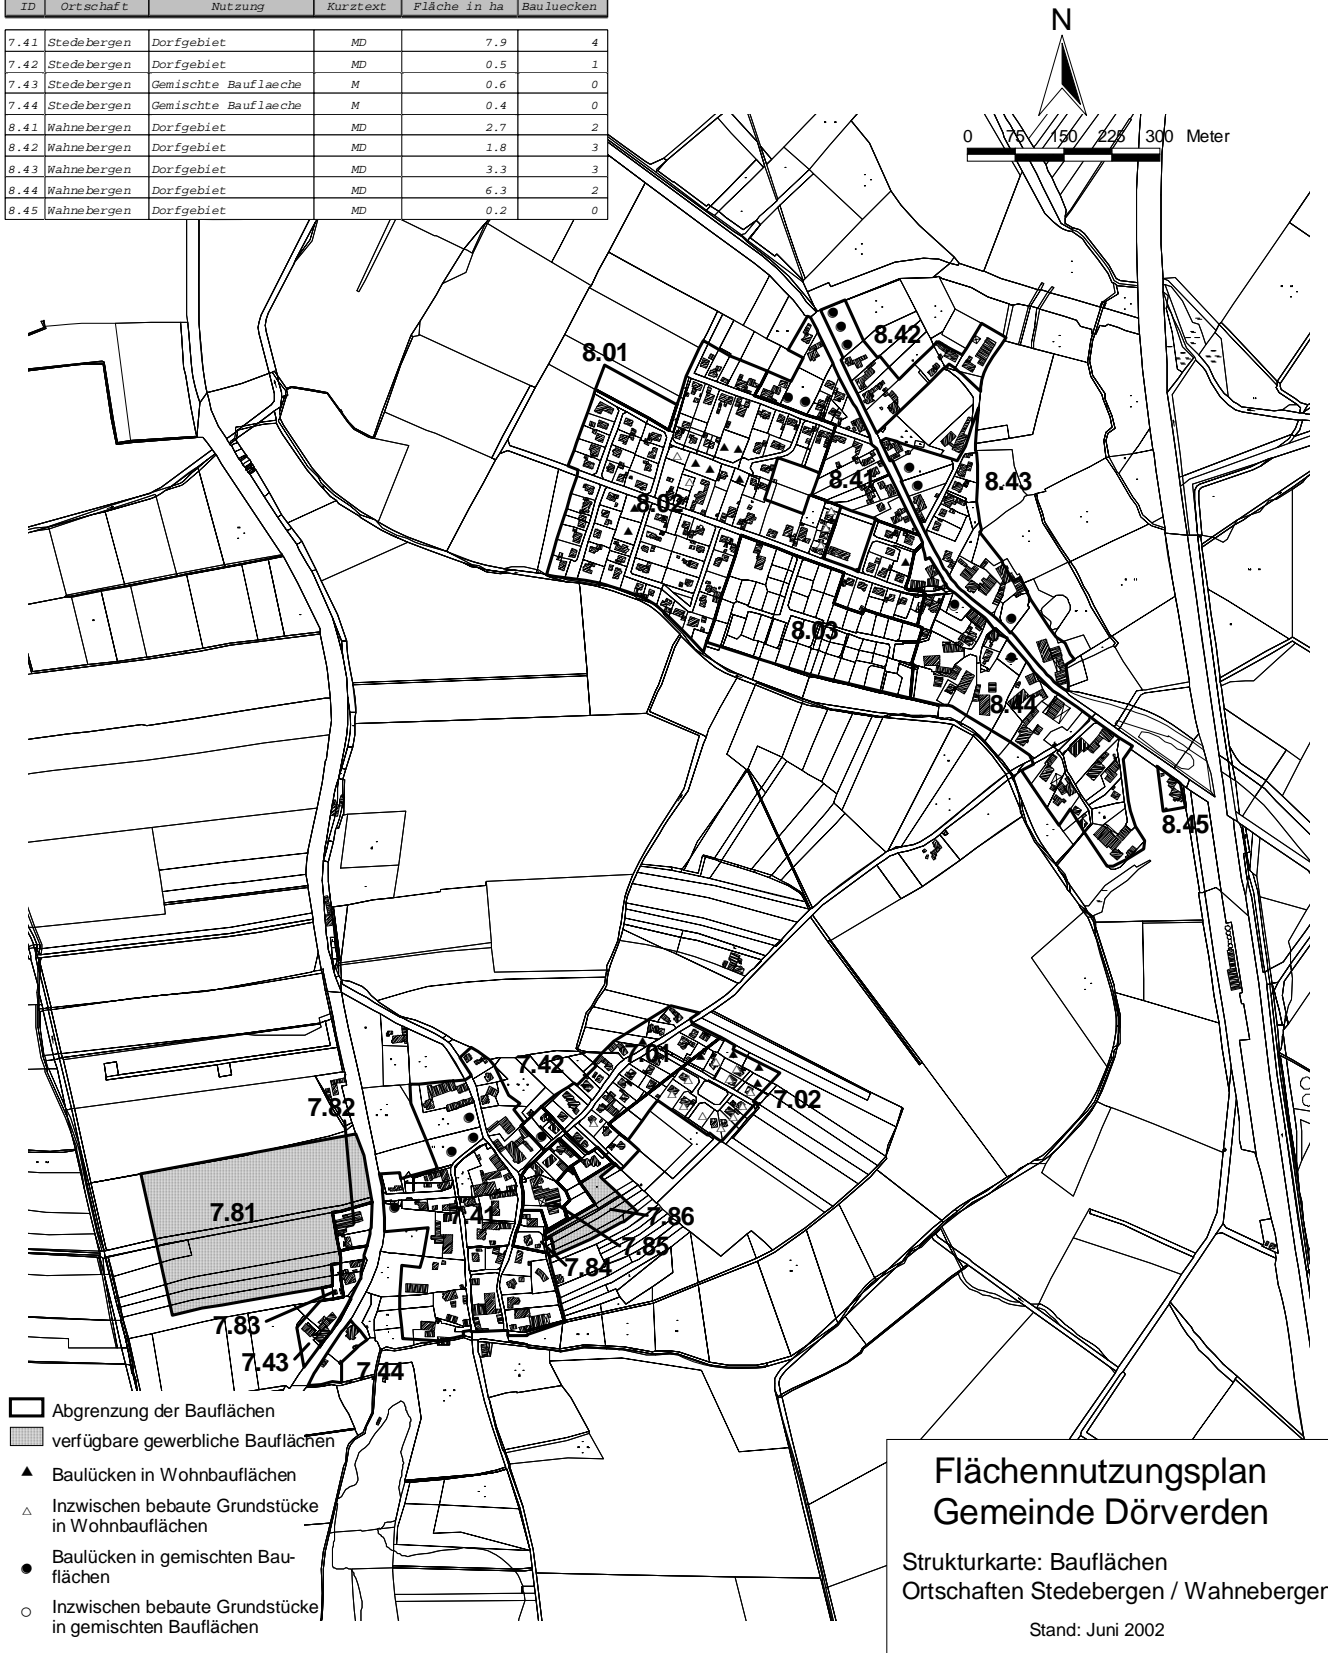 ID Ortschaft Nutzung Kurztext Fläche in ha Bauluecken
7.41 Stedebergen Dorfgebiet MD 7.9 4
7.42 Stedebergen Dorfgebiet MD 0.5 1
7.43 Stedebergen Gemischte Bauflaeche M 0.6 0
7.44 Stedebergen Gemischte Bauflaeche M 0.4 0
8.41 Wahnebergen Dorfgebiet MD 2.7 2
8.42 Wahnebergen Dorfgebiet MD 1.8 3
8.43 Wahnebergen Dorfgebiet MD 3.3 3
8.44 Wahnebergen Dorfgebiet MD 6.3 2
8.45 Wahnebergen Dorfgebiet MD 0.2 0
N
0 75 150 225 300 Meter
8.42
8.01
8.41
8.43
8.02
8.03
8.44
8.45
7.01
7.42
7.02
7.82
7.81
7.41
7.86
7.85
7.84
7.83
7.43
7.44
Abgrenzung der Bauflächen
verfügbare gewerbliche Bauflächen
Baulücken in Wohnbauflächen
Inzwischen bebaute Grundstücke
in Wohnbauflächen
Baulücken in gemischten Bau-
flächen
Inzwischen bebaute Grundstücke
in gemischten Bauflächen
Flächennutzungsplan
Gemeinde Dörverden
Strukturkarte: Bauflächen
Ortschaften Stedebergen / Wahnebergen
Stand: Juni 2002